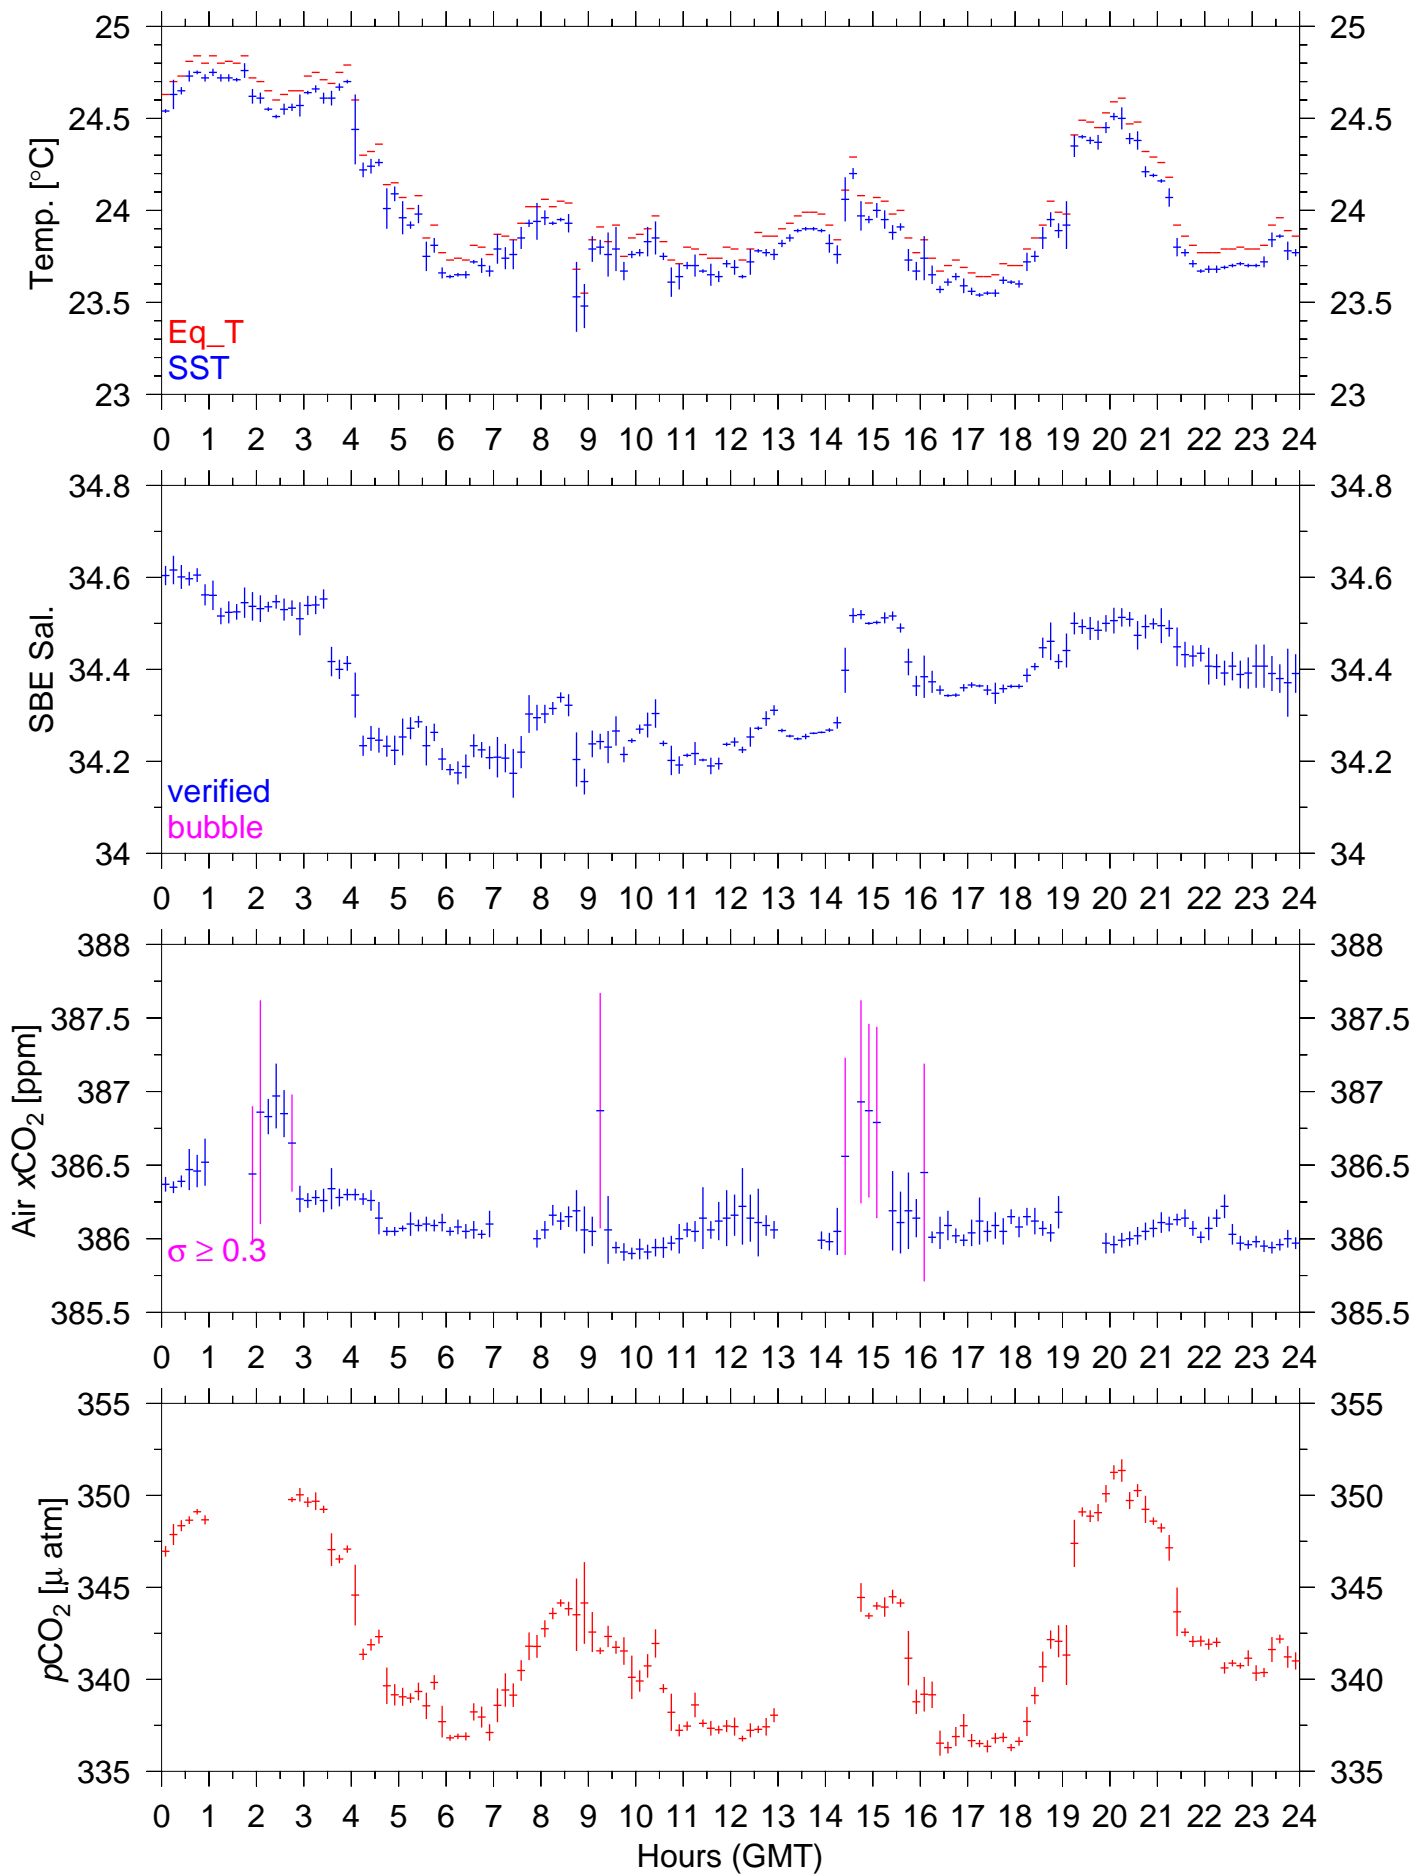 25 25
24.5 24.5
24 24
23.5 23.5
23 23
Temp. [°C]
Eq_T
SST
0 1 2 3 4 5 6 7 8 9 10 11 12 13 14 15 16 17 18 19 20 21 22 23 24
34.8 34.8
34.6 34.6
34.4 34.4
34.2 34.2
34 34
SBE Sal.
verified
bubble
0 1 2 3 4 5 6 7 8 9 10 11 12 13 14 15 16 17 18 19 20 21 22 23 24
388 388
387.5 387.5
387 387
386.5 386.5
386 386
385.5 385.5
Air xCO₂ [ppm]
σ ≥ 0.3
0 1 2 3 4 5 6 7 8 9 10 11 12 13 14 15 16 17 18 19 20 21 22 23 24
355 355
350 350
345 345
340 340
335 335
pCO₂ [μ atm]
0 1 2 3 4 5 6 7 8 9 10 11 12 13 14 15 16 17 18 19 20 21 22 23 24
Hours (GMT)